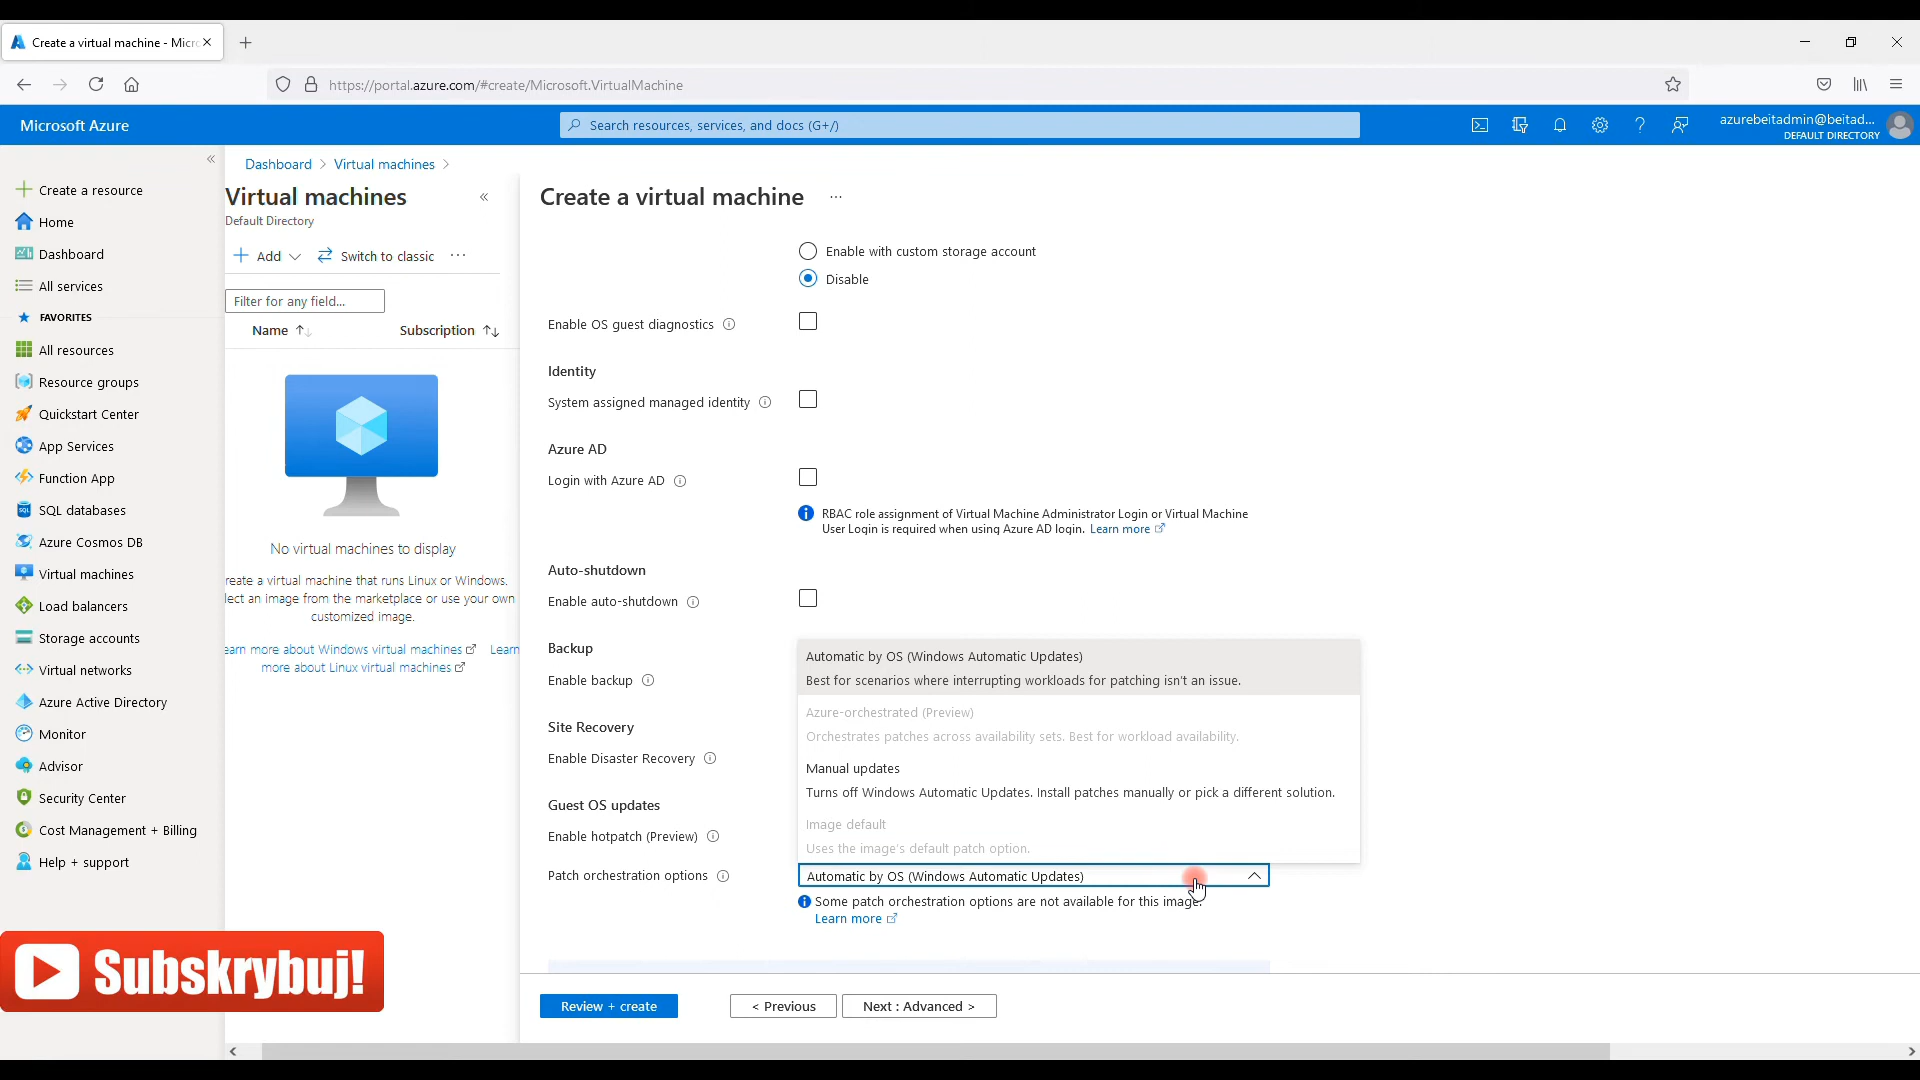 Create a virtual machine - Micr
https://portal.azure.com/#create/Microsoft.VirtualMachine
Microsoft Azure
Search resources, services, and docs (G+/)
azurebeitadmin@beitad...
DEFAULT DIRECTORY
Create a resource
Home
Dashboard
All services
FAVORITES
All resources
Resource groups
Quickstart Center
App Services
Function App
SQL databases
Azure Cosmos DB
Virtual machines
Load balancers
Storage accounts
Virtual networks
Azure Active Directory
Monitor
Advisor
Security Center
Cost Management + Billing
Help + support
Subskrybuj!
Dashboard > Virtual machines >
Virtual machines
Default Directory
Add
Switch to classic
...
Filter for any field...
Name
Subscription
No virtual machines to display
reate a virtual machine that runs Linux or Windows.
lect an image from the marketplace or use your own
customized image.
earn more about Windows virtual machines
Learn
more about Linux virtual machines
Create a virtual machine
...
Enable with custom storage account
Disable
Enable OS guest diagnostics
Identity
System assigned managed identity
Azure AD
Login with Azure AD
RBAC role assignment of Virtual Machine Administrator Login or Virtual Machine
User Login is required when using Azure AD login. Learn more
Auto-shutdown
Enable auto-shutdown
Backup
Enable backup
Site Recovery
Enable Disaster Recovery
Guest OS updates
Enable hotpatch (Preview)
Patch orchestration options
Automatic by OS (Windows Automatic Updates)
Best for scenarios where interrupting workloads for patching isn't an issue.
Azure-orchestrated (Preview)
Orchestrates patches across availability sets. Best for workload availability.
Manual updates
Turns off Windows Automatic Updates. Install patches manually or pick a different solution.
Image default
Uses the image's default patch option.
Automatic by OS (Windows Automatic Updates)
Some patch orchestration options are not available for this image.
Learn more
Review + create
< Previous
Next : Advanced >